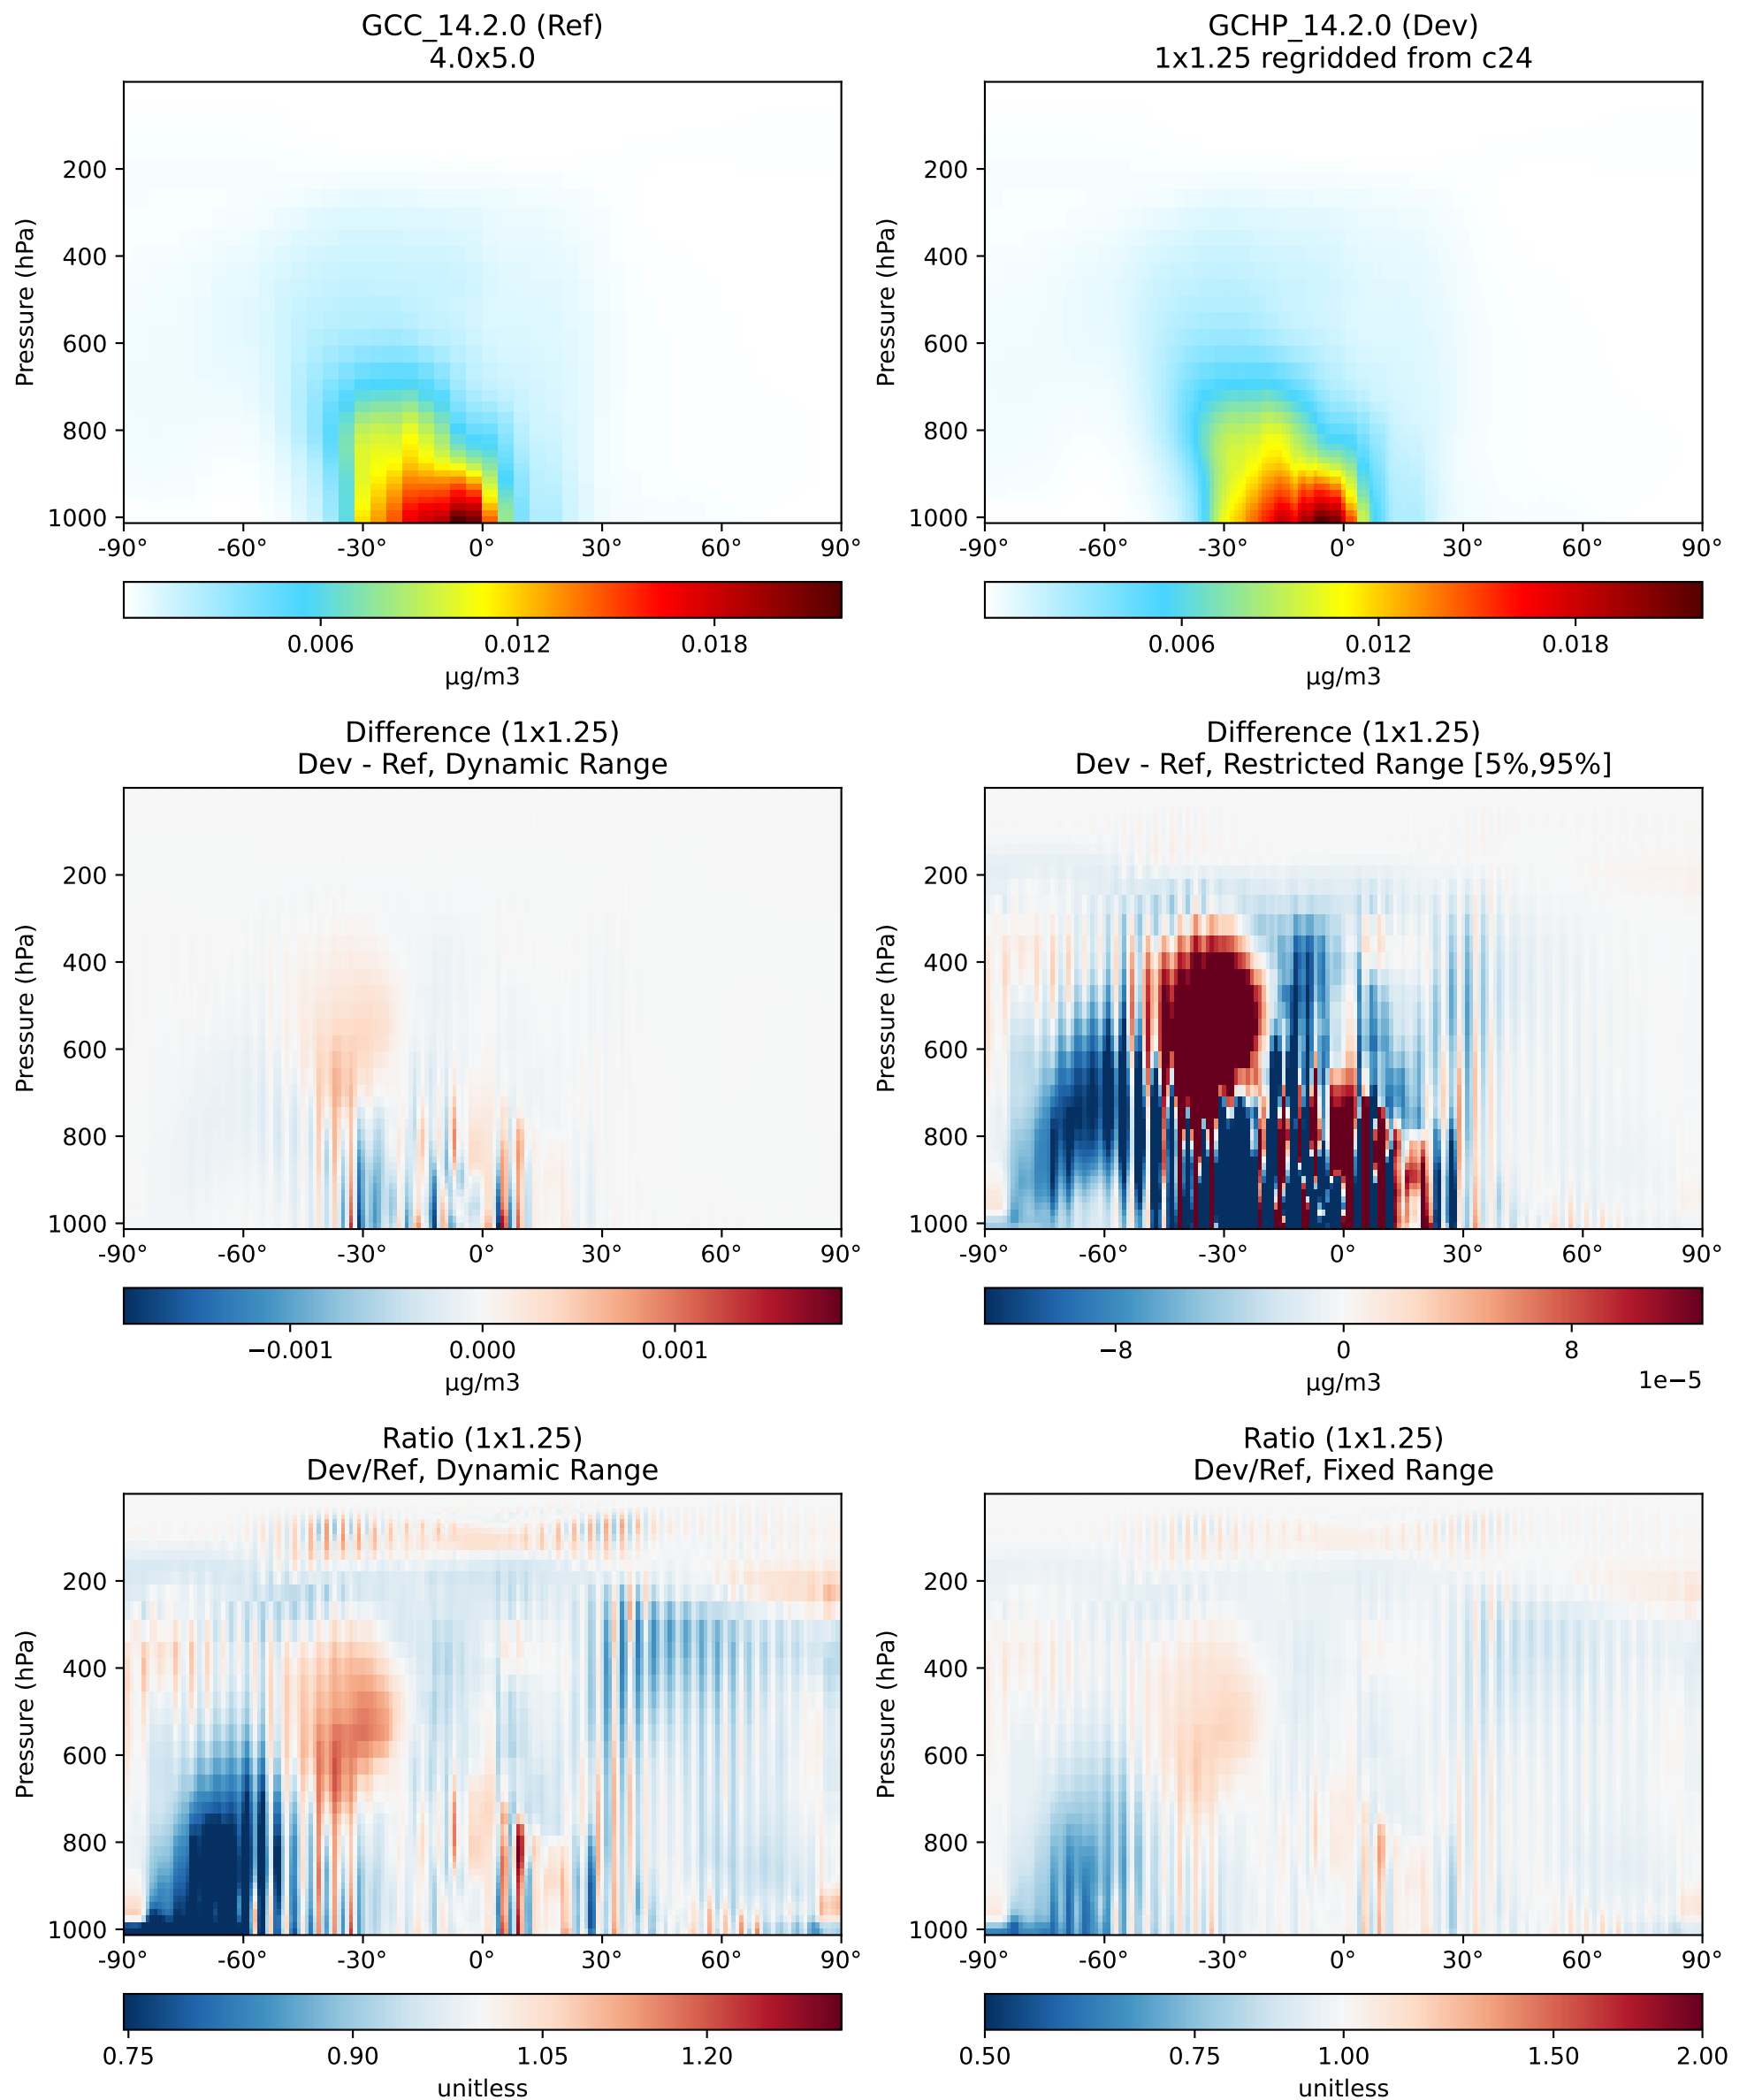 GCC_14.2.0 (Ref)
4.0x5.0
Pressure (hPa)
200
400
600
800
1000
-90° -60° -30° 0° 30° 60° 90°
0.006 0.012 0.018
µg/m3
GCHP_14.2.0 (Dev)
1x1.25 regridded from c24
Pressure (hPa)
200
400
600
800
1000
-90° -60° -30° 0° 30° 60° 90°
0.006 0.012 0.018
µg/m3
Difference (1x1.25)
Dev - Ref, Dynamic Range
Pressure (hPa)
200
400
600
800
1000
-90° -60° -30° 0° 30° 60° 90°
−0.001 0.000 0.001
µg/m3
Difference (1x1.25)
Dev - Ref, Restricted Range [5%,95%]
Pressure (hPa)
200
400
600
800
1000
-90° -60° -30° 0° 30° 60° 90°
−8 0 8
µg/m3
1e−5
Ratio (1x1.25)
Dev/Ref, Dynamic Range
Pressure (hPa)
200
400
600
800
1000
-90° -60° -30° 0° 30° 60° 90°
0.75 0.90 1.05 1.20
unitless
Ratio (1x1.25)
Dev/Ref, Fixed Range
Pressure (hPa)
200
400
600
800
1000
-90° -60° -30° 0° 30° 60° 90°
0.50 0.75 1.00 1.50 2.00
unitless